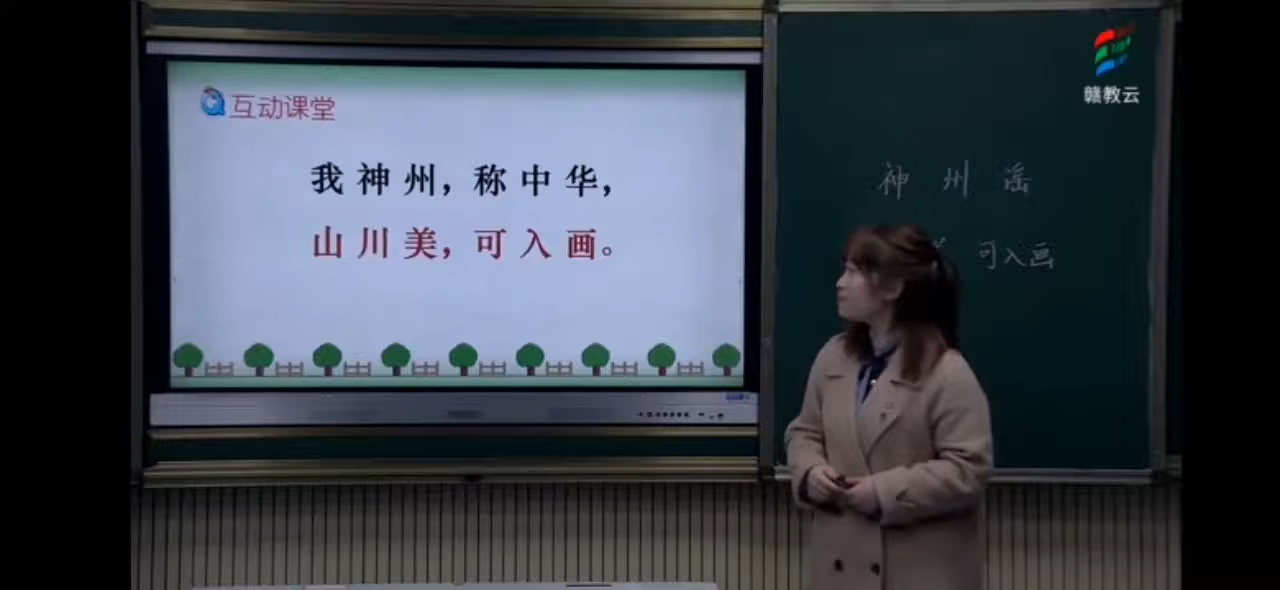 互动课堂
我神州，称中华，
山川美，可入画。
赣教云
神州谣
可入画